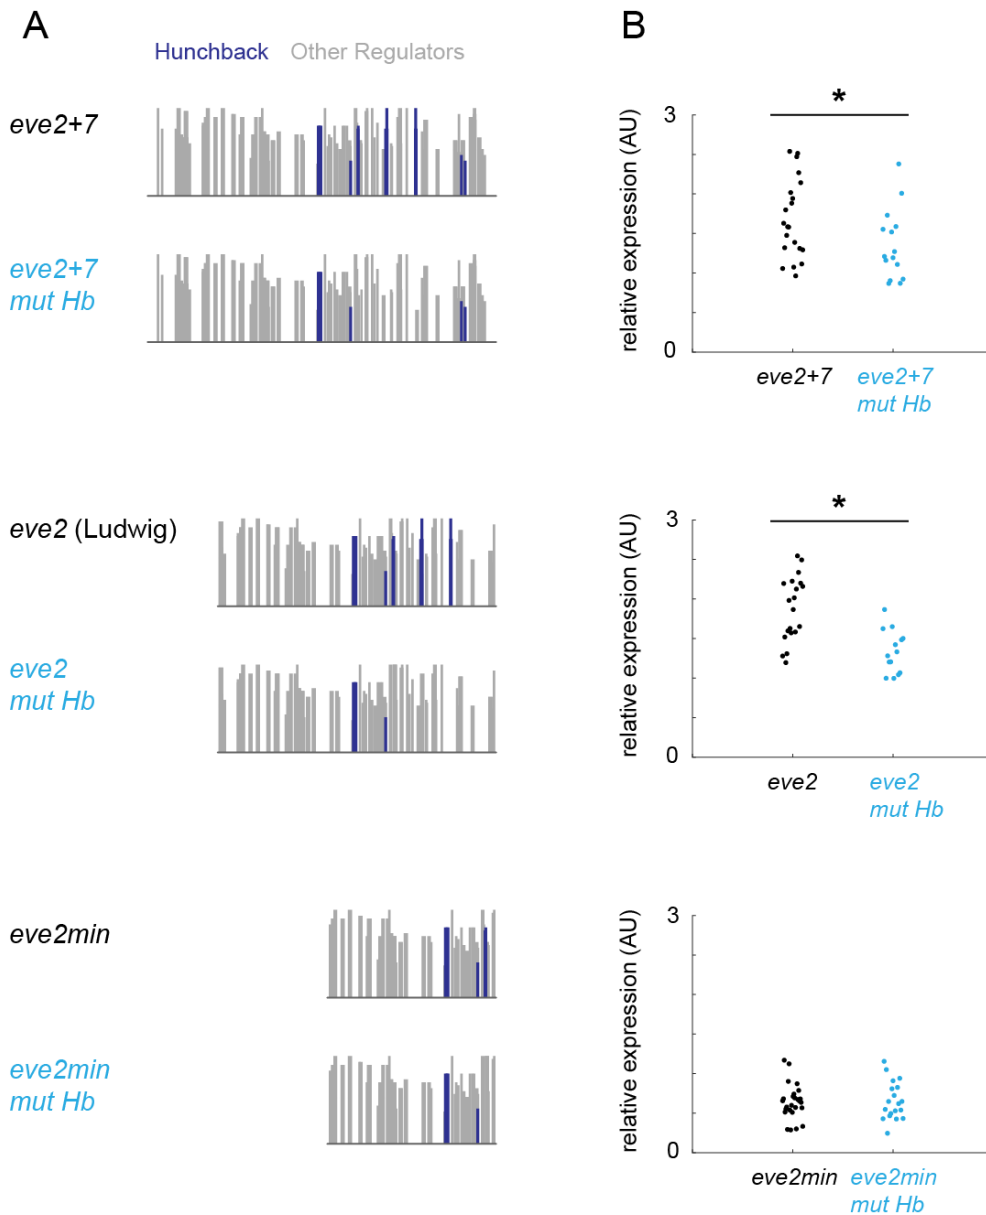 A
B
Hunchback Other Regulators
eve2+7
eve2+7
mut Hb
*
3
relative expression (AU)
0
eve2+7 eve2+7
mut Hb
eve2 (Ludwig)
eve2
mut Hb
*
3
relative expression (AU)
0
eve2 eve2
mut Hb
eve2min
eve2min
mut Hb
3
relative expression (AU)
0
eve2min eve2min
mut Hb